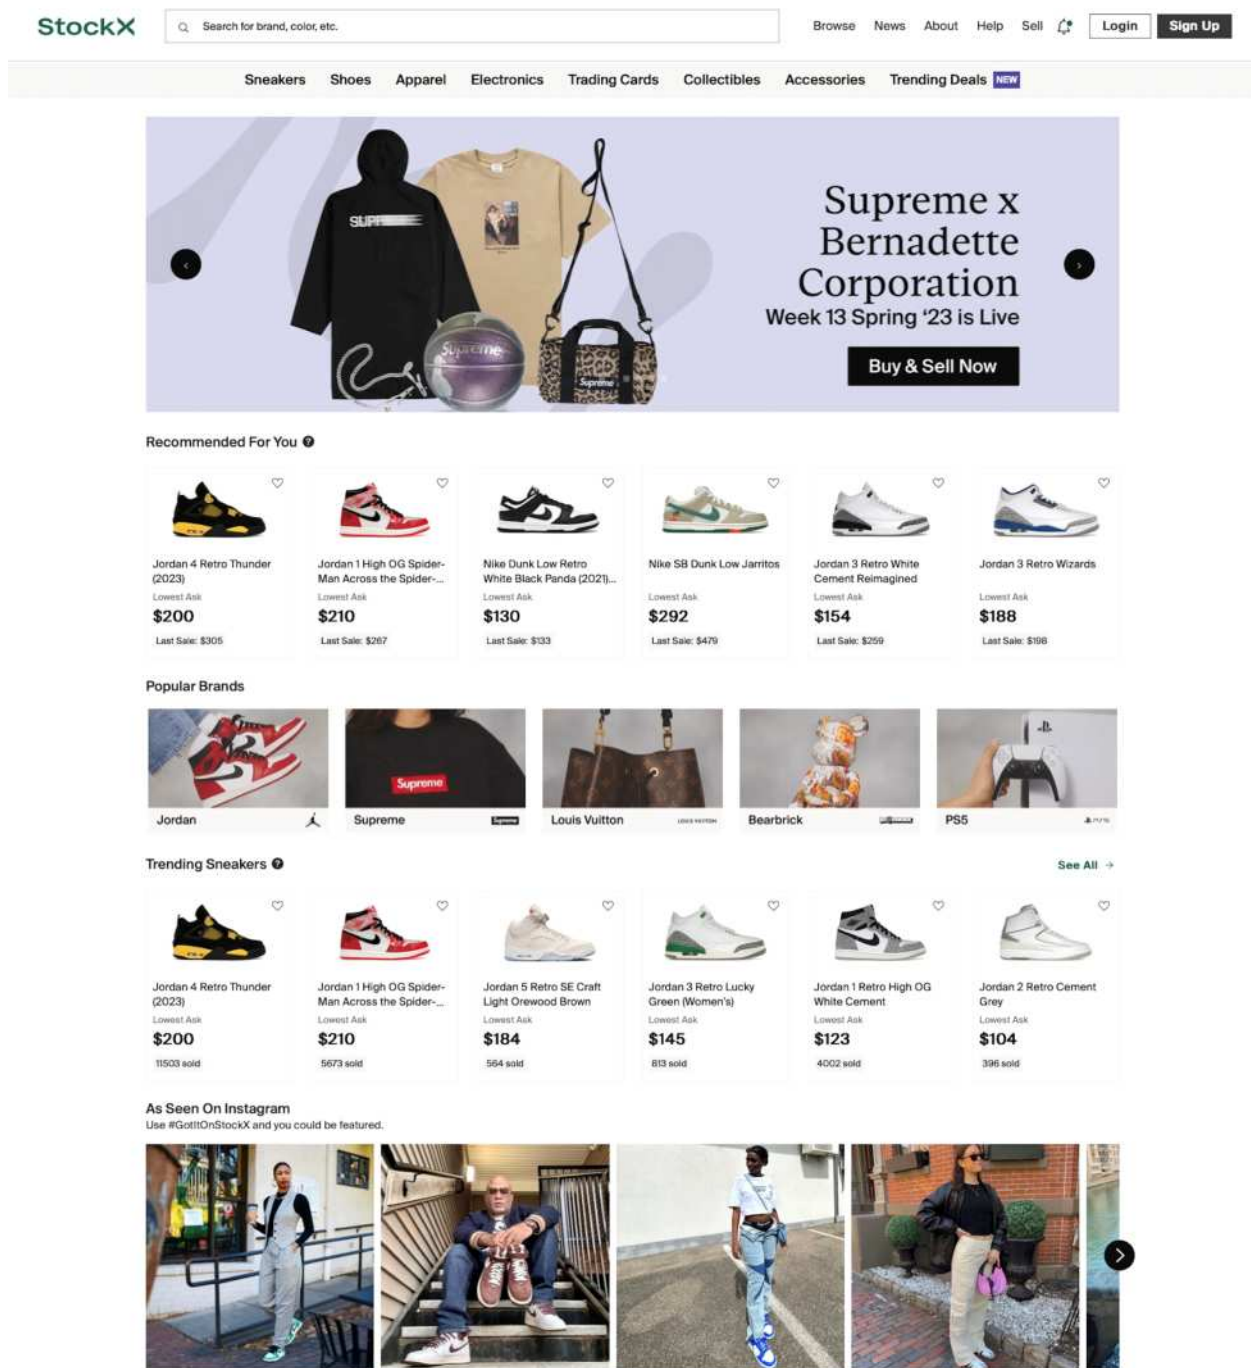 StockX
Search for brand, color, etc.
Browse News About Help Sell Login Sign Up
Sneakers Shoes Apparel Electronics Trading Cards Collectibles Accessories Trending Deals NEW
Supreme x
Bernadette
Corporation
Week 13 Spring ‘23 is Live
Buy & Sell Now
Supreme
Supreme
Recommended For You
Jordan 4 Retro Thunder
(2023)
Lowest Ask
$200
Last Sale: $305
Jordan 1 High OG Spider-
Man Across the Spider-...
Lowest Ask
$210
Last Sale: $267
Nike Dunk Low Retro
White Black Panda (2021)...
Lowest Ask
$130
Last Sale: $133
Nike SB Dunk Low Jarritos
Lowest Ask
$292
Last Sale: $479
Jordan 3 Retro White
Cement Reimagined
Lowest Ask
$154
Last Sale: $259
Jordan 3 Retro Wizards
Lowest Ask
$188
Last Sale: $198
Popular Brands
Supreme
Jordan
Supreme Supreme
Louis Vuitton LOUIS VUITTON
Bearbrick
PS5
Trending Sneakers
See All →
Jordan 4 Retro Thunder
(2023)
Lowest Ask
$200
11503 sold
Jordan 1 High OG Spider-
Man Across the Spider-...
Lowest Ask
$210
5673 sold
Jordan 5 Retro SE Craft
Light Orewood Brown
Lowest Ask
$184
564 sold
Jordan 3 Retro Lucky
Green (Women's)
Lowest Ask
$145
813 sold
Jordan 1 Retro High OG
White Cement
Lowest Ask
$123
4002 sold
Jordan 2 Retro Cement
Grey
Lowest Ask
$104
396 sold
As Seen On Instagram
Use #GotItOnStockX and you could be featured.